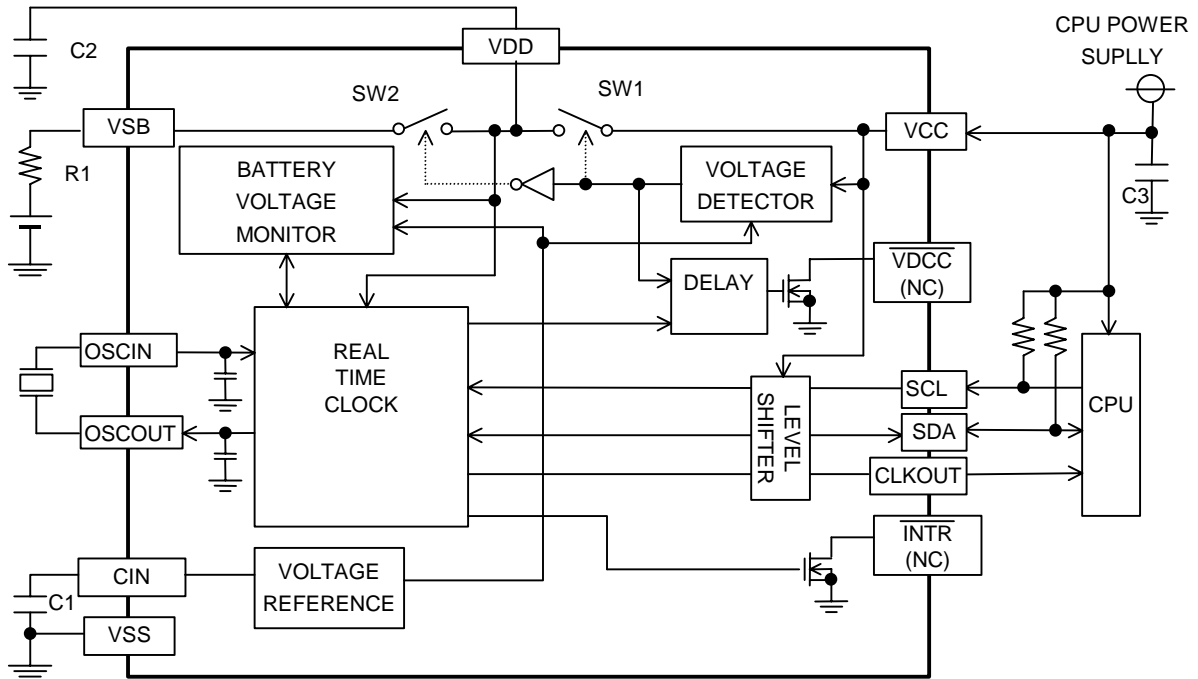 CPU POWER
SUPLLY
C2
VDD
SW2
SW1
VSB
VCC
R1
BATTERY
VOLTAGE
MONITOR
VOLTAGE
DETECTOR
C3
VDCC
(NC)
DELAY
OSCIN
REAL
TIME
CLOCK
LEVEL
SHIFTER
SCL
CPU
OSCOUT
SDA
CLKOUT
INTR
(NC)
CIN
VOLTAGE
REFERENCE
C1
VSS